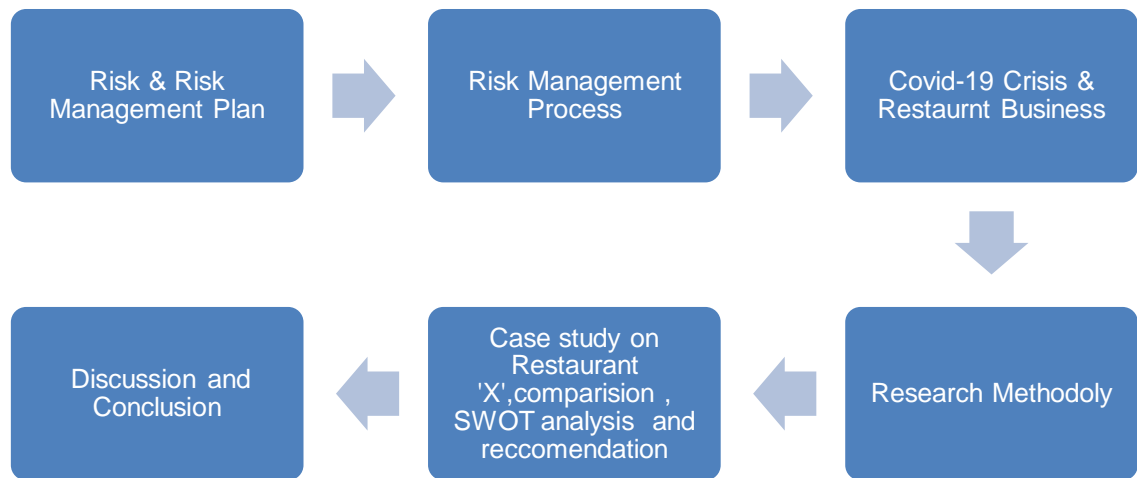 Risk & Risk
Management Plan
Risk Management
Process
Covid-19 Crisis &
Restaurnt Business
Research Methodoly
Case study on
Restaurant
'X',comparision ,
SWOT analysis and
reccomendation
Discussion and
Conclusion